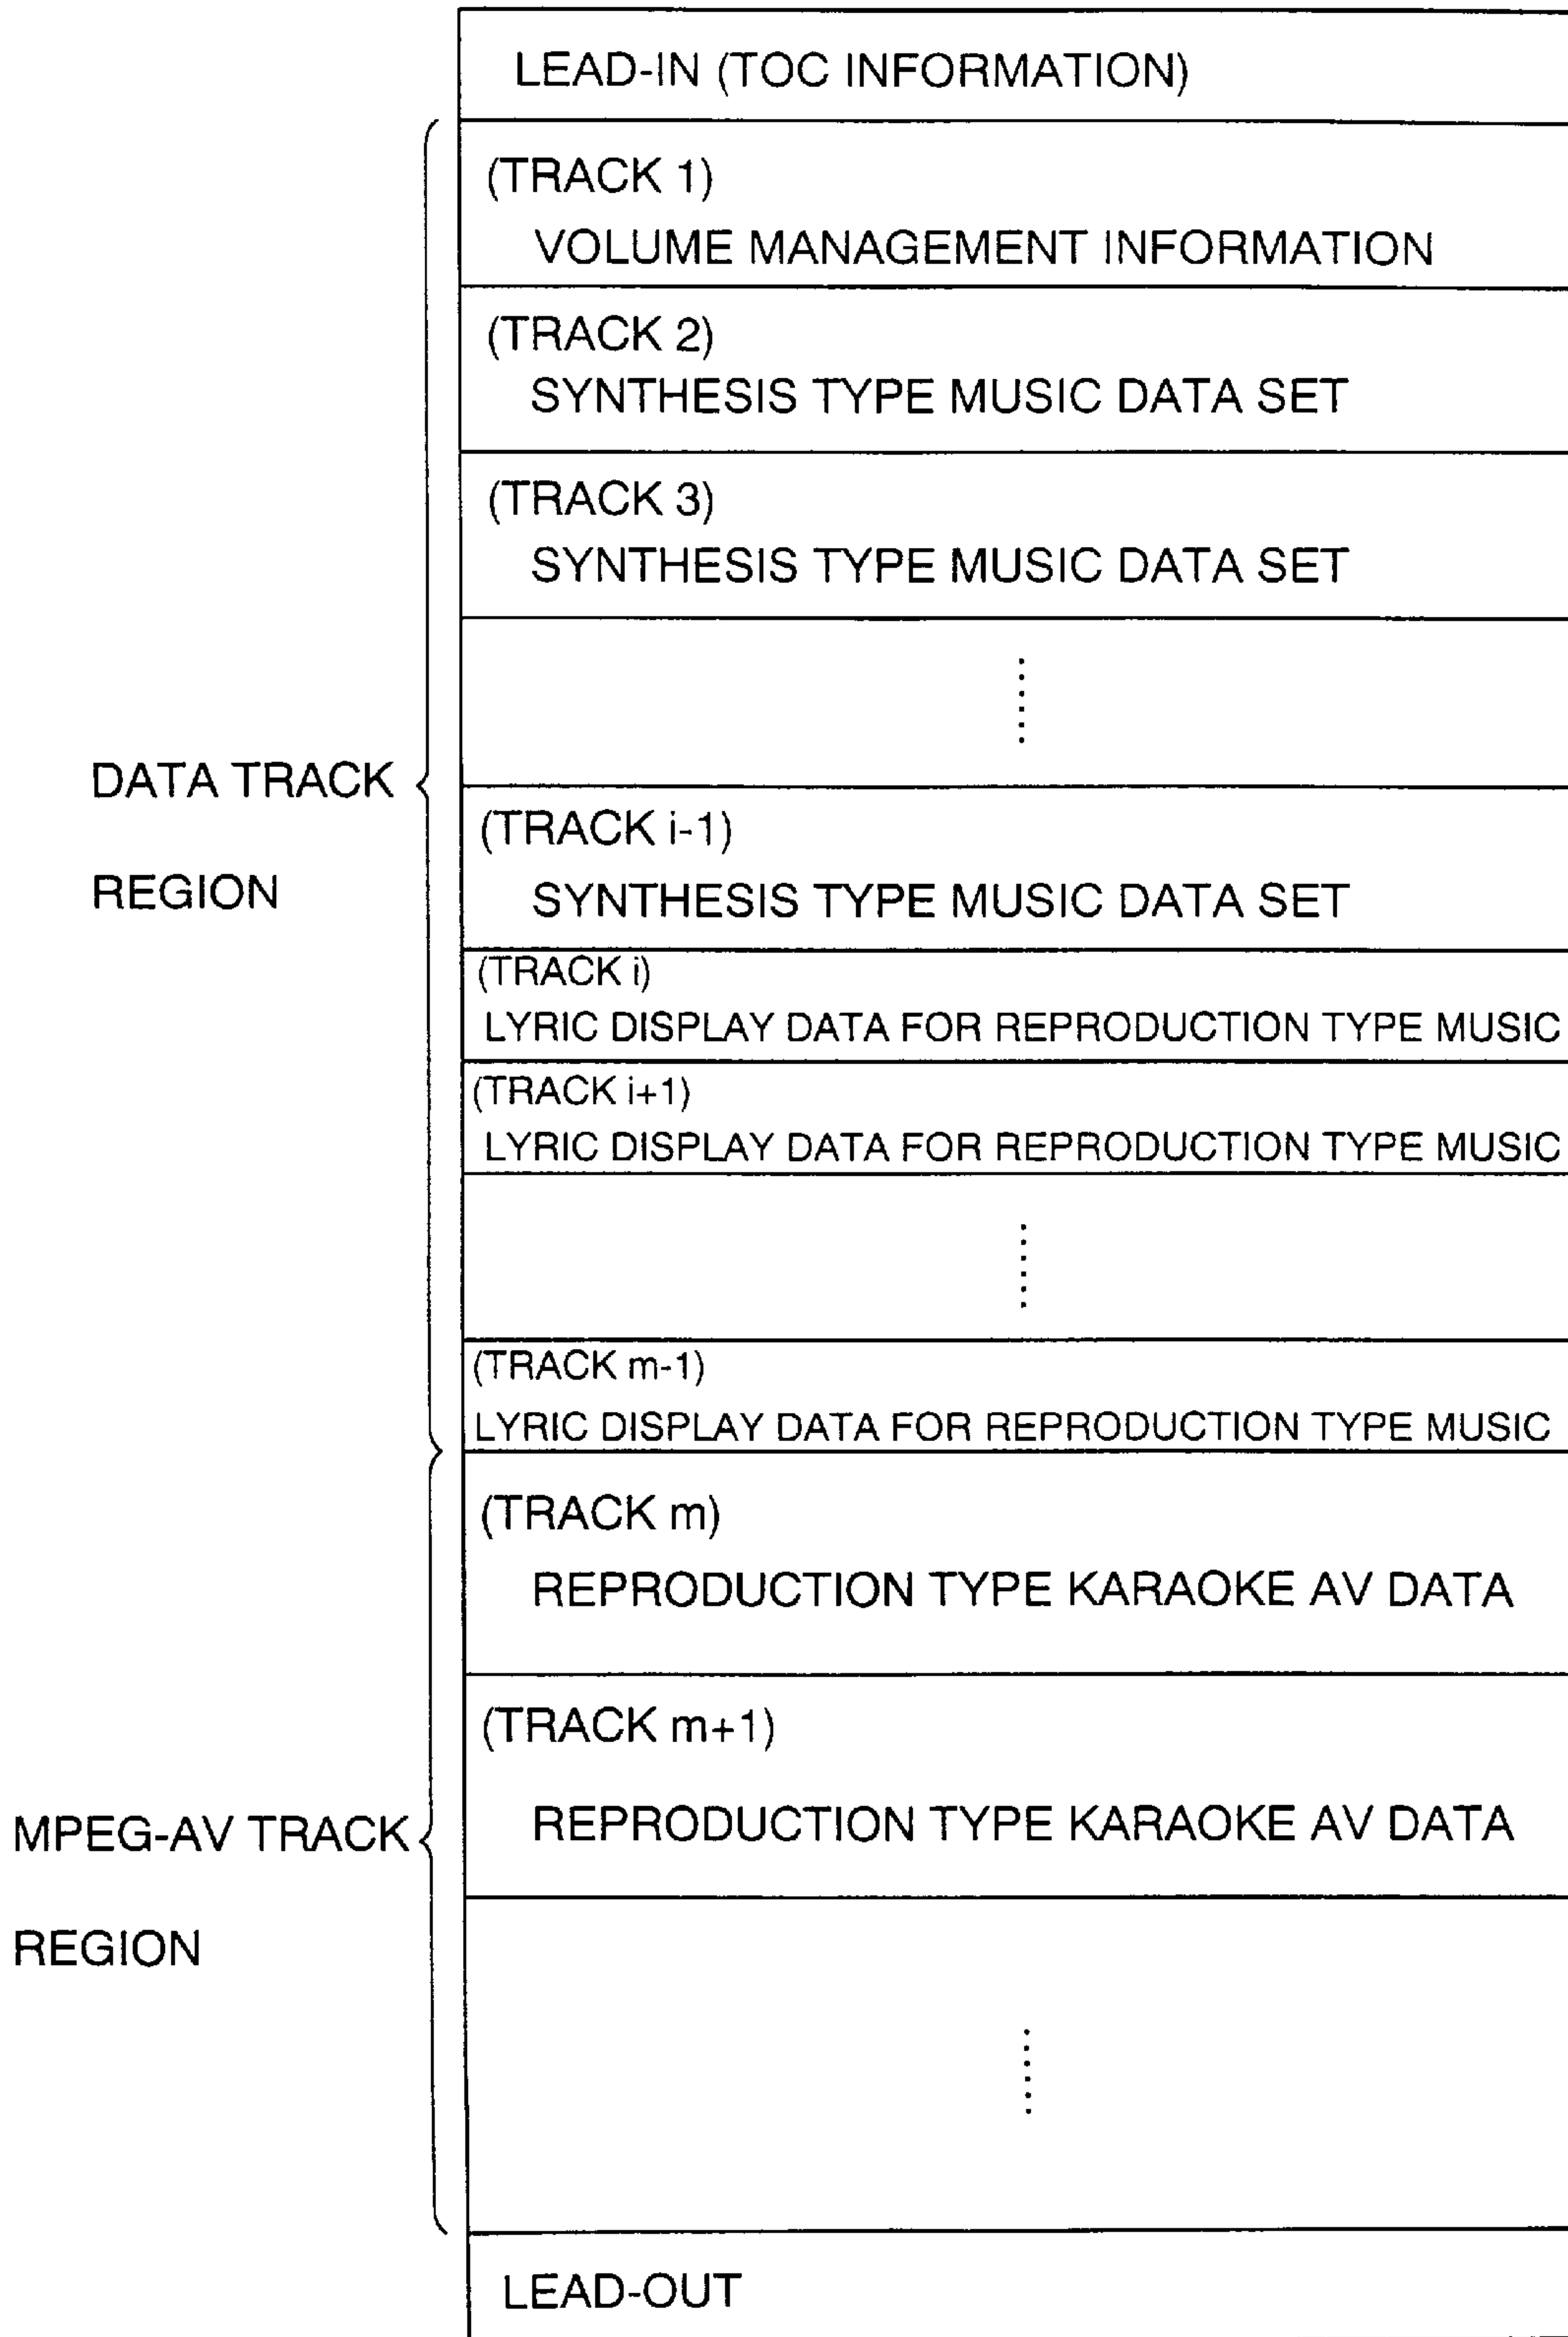 LEAD-IN (TOC INFORMATION)
(TRACK 1)
VOLUME MANAGEMENT INFORMATION
(TRACK 2)
SYNTHESIS TYPE MUSIC DATA SET
(TRACK 3)
SYNTHESIS TYPE MUSIC DATA SET
DATA TRACK
REGION
(TRACK i-1)
SYNTHESIS TYPE MUSIC DATA SET
(TRACK i)
LYRIC DISPLAY DATA FOR REPRODUCTION TYPE MUSIC
(TRACK i+1)
LYRIC DISPLAY DATA FOR REPRODUCTION TYPE MUSIC
(TRACK m-1)
LYRIC DISPLAY DATA FOR REPRODUCTION TYPE MUSIC
(TRACK m)
REPRODUCTION TYPE KARAOKE AV DATA
(TRACK m+1)
REPRODUCTION TYPE KARAOKE AV DATA
MPEG-AV TRACK
REGION
LEAD-OUT